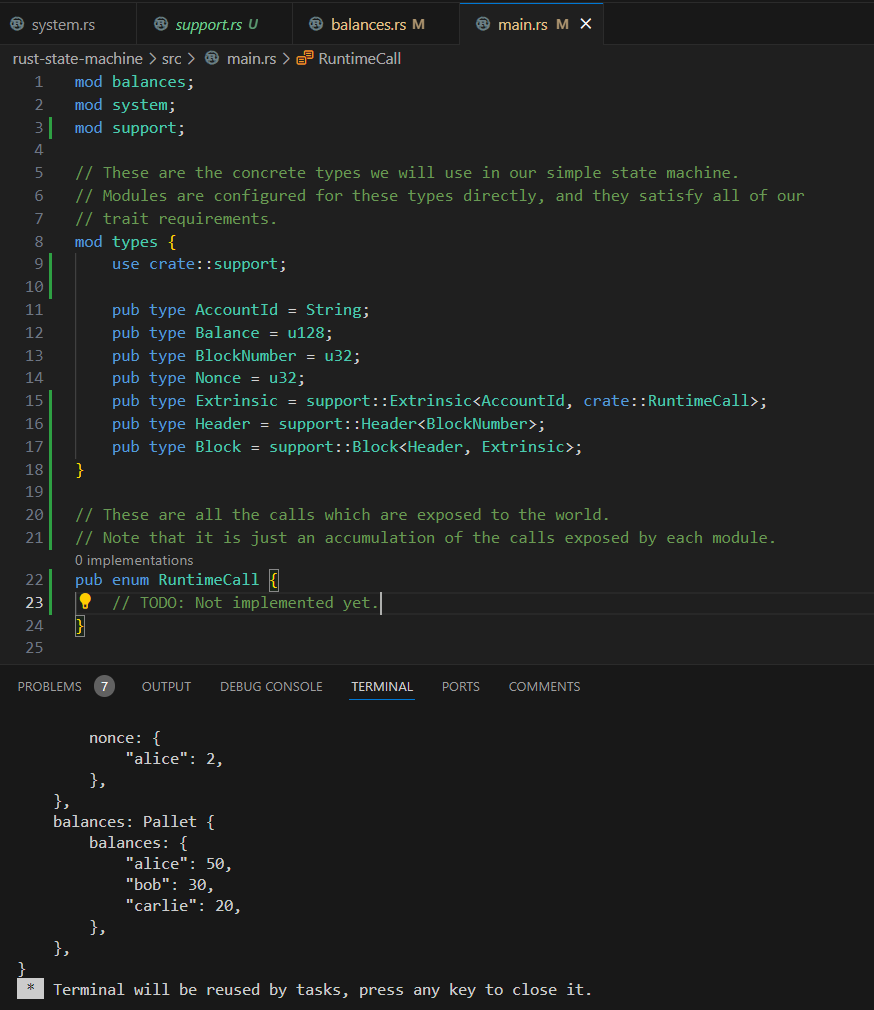 system.rs support.rs U balances.rs M main.rs M
rust-state-machine > src > main.rs > RuntimeCall
1 mod balances;
2 mod system;
3 mod support;
4
5 // These are the concrete types we will use in our simple state machine.
6 // Modules are configured for these types directly, and they satisfy all of our
7 // trait requirements.
8 mod types {
9 use crate::support;
10
11 pub type AccountId = String;
12 pub type Balance = u128;
13 pub type BlockNumber = u32;
14 pub type Nonce = u32;
15 pub type Extrinsic = support::Extrinsic<AccountId, crate::RuntimeCall>;
16 pub type Header = support::Header<BlockNumber>;
17 pub type Block = support::Block<Header, Extrinsic>;
18 }
19
20 // These are all the calls which are exposed to the world.
21 // Note that it is just an accumulation of the calls exposed by each module.
0 implementations
22 pub enum RuntimeCall {
23 // TODO: Not implemented yet.
24 }
25
PROBLEMS 7 OUTPUT DEBUG CONSOLE TERMINAL PORTS COMMENTS
nonce: {
"alice": 2,
},
},
balances: Pallet {
balances: {
"alice": 50,
"bob": 30,
"carlie": 20,
},
},
}
* Terminal will be reused by tasks, press any key to close it.